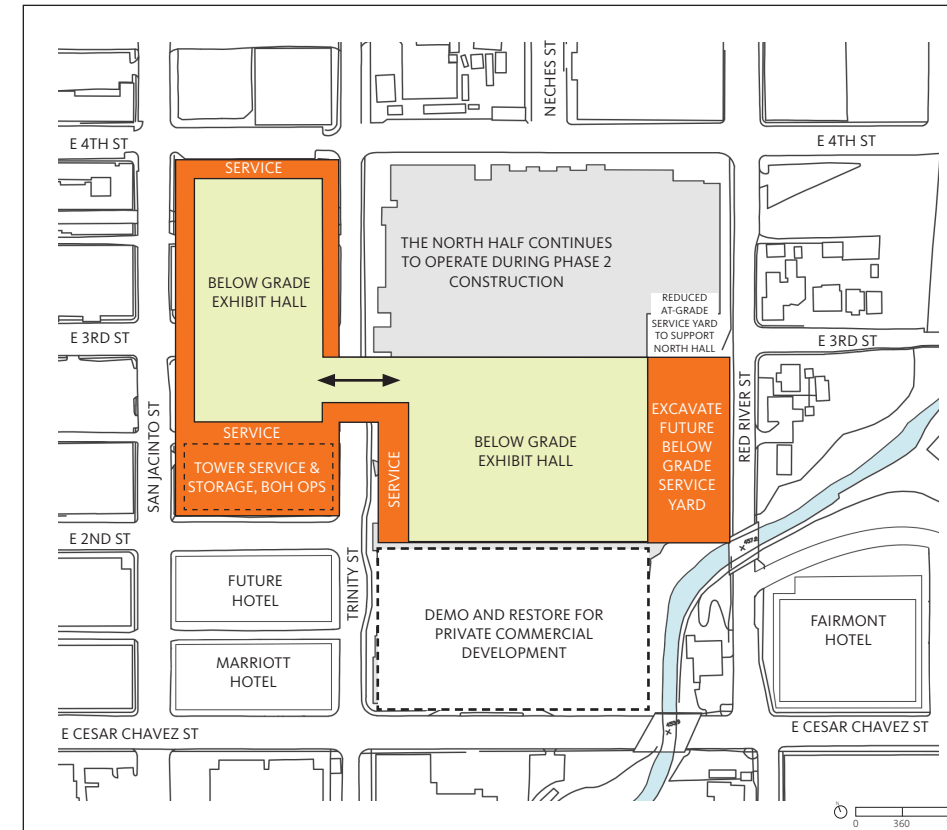 NECHES ST
E 4TH ST
E 4TH ST
SERVICE
THE NORTH HALF CONTINUES
TO OPERATE DURING PHASE 2
CONSTRUCTION
BELOW GRADE
EXHIBIT HALL
REDUCED
AT-GRADE
SERVICE YARD
TO SUPPORT
NORTH HALL
E 3RD ST
E 3RD ST
RED RIVER ST
SAN JACINTO ST
EXCAVATE
FUTURE
BELOW
GRADE
SERVICE
YARD
SERVICE
BELOW GRADE
EXHIBIT HALL
TOWER SERVICE &
STORAGE, BOH OPS
SERVICE
E 2ND ST
TRINITY ST
FUTURE
HOTEL
DEMO AND RESTORE FOR
PRIVATE COMMERCIAL
DEVELOPMENT
FAIRMONT
HOTEL
MARRIOTT
HOTEL
E CESAR CHAVEZ ST
E CESAR CHAVEZ ST
N
0 360